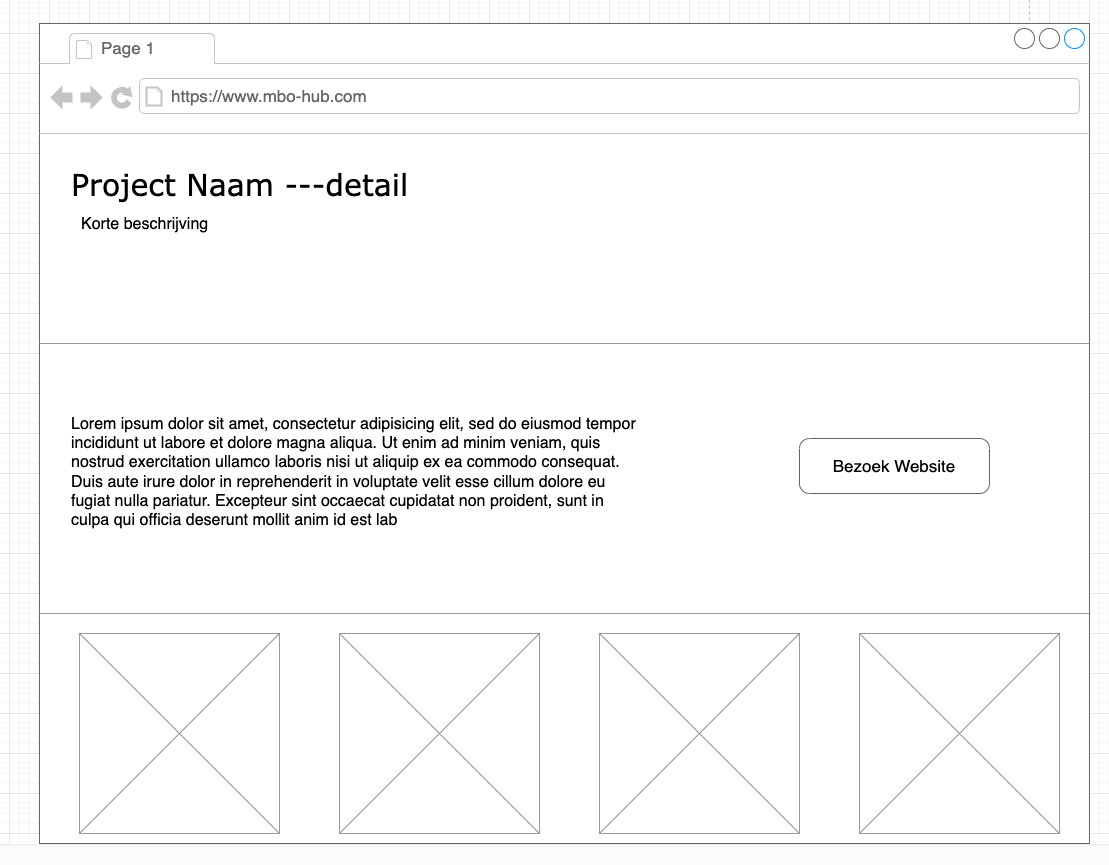 Page 1
https://www.mbo-hub.com
Project Naam ---detail
Korte beschrijving
Lorem ipsum dolor sit amet, consectetur adipisicing elit, sed do eiusmod tempor
incididunt ut labore et dolore magna aliqua. Ut enim ad minim veniam, quis
nostrud exercitation ullamco laboris nisi ut aliquip ex ea commodo consequat.
Duis aute irure dolor in reprehenderit in voluptate velit esse cillum dolore eu
fugiat nulla pariatur. Excepteur sint occaecat cupidatat non proident, sunt in
culpa qui officia deserunt mollit anim id est lab
Bezoek Website